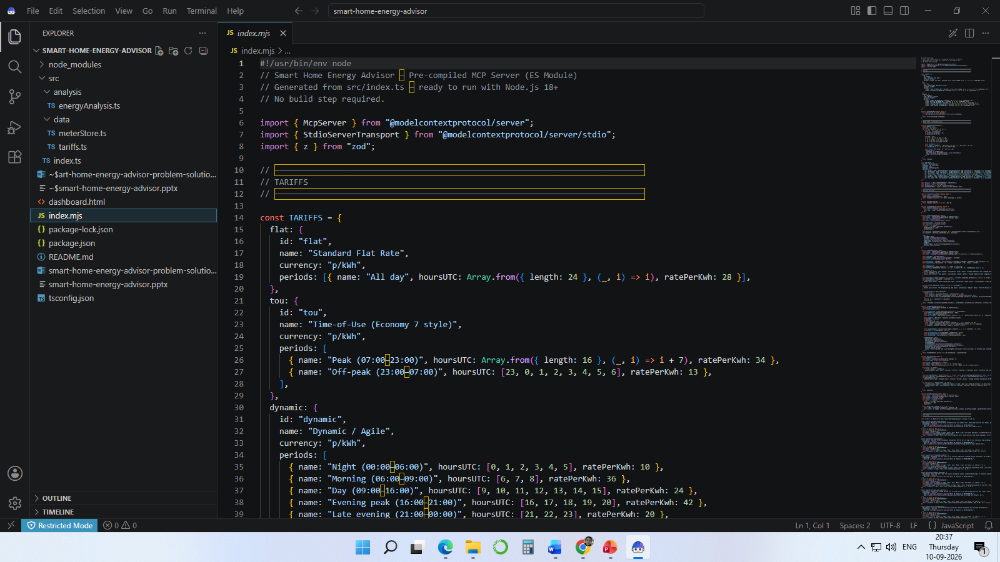 File Edit Selection View Go Run Terminal Help
smart-home-energy-advisor
EXPLORER
SMART-HOME-ENERGY-ADVISOR
node_modules
src
analysis
TS energyAnalysis.ts
data
TS meterStore.ts
TS tariffs.ts
TS index.ts
~$art-home-energy-advisor-problem-solutio...
~$smart-home-energy-advisor.pptx
dashboard.html
JS index.mjs
package-lock.json
package.json
README.md
smart-home-energy-advisor-problem-solutio...
smart-home-energy-advisor.pptx
tsconfig.json
OUTLINE
TIMELINE
JS index.mjs
JS index.mjs > ...
1 #!/usr/bin/env node
2 // Smart Home Energy Advisor — Pre-compiled MCP Server (ES Module)
3 // Generated from src/index.ts — ready to run with Node.js 18+
4 // No build step required.
5
6 import { McpServer } from "@modelcontextprotocol/server";
7 import { StdioServerTransport } from "@modelcontextprotocol/server/stdio";
8 import { z } from "zod";
9
10 // ────────────────────────────────────────
11 // TARIFFS
12 // ────────────────────────────────────────
13
14 const TARIFFS = {
15 flat: {
16 id: "flat",
17 name: "Standard Flat Rate",
18 currency: "p/kWh",
19 periods: [{ name: "All day", hoursUTC: Array.from({ length: 24 }, (_, i) => i), ratePerKwh: 28 }],
20 },
21 tou: {
22 id: "tou",
23 name: "Time-of-Use (Economy 7 style)",
24 currency: "p/kWh",
25 periods: [
26 { name: "Peak (07:00–23:00)", hoursUTC: Array.from({ length: 16 }, (_, i) => i + 7), ratePerKwh: 34 },
27 { name: "Off-peak (23:00–07:00)", hoursUTC: [23, 0, 1, 2, 3, 4, 5, 6], ratePerKwh: 13 },
28 ],
29 },
30 dynamic: {
31 id: "dynamic",
32 name: "Dynamic / Agile",
33 currency: "p/kWh",
34 periods: [
35 { name: "Night (00:00–06:00)", hoursUTC: [0, 1, 2, 3, 4, 5], ratePerKwh: 10 },
36 { name: "Morning (06:00–09:00)", hoursUTC: [6, 7, 8], ratePerKwh: 36 },
37 { name: "Day (09:00–16:00)", hoursUTC: [9, 10, 11, 12, 13, 14, 15], ratePerKwh: 24 },
38 { name: "Evening peak (16:00–21:00)", hoursUTC: [16, 17, 18, 19, 20], ratePerKwh: 42 },
39 { name: "Late evening (21:00–00:00)", hoursUTC: [21, 22, 23], ratePerKwh: 20 },
Restricted Mode 0 0
Ln 1, Col 1 Spaces: 2 UTF-8 LF { } JavaScript
ENG
20:37
Thursday
10-09-2026
1